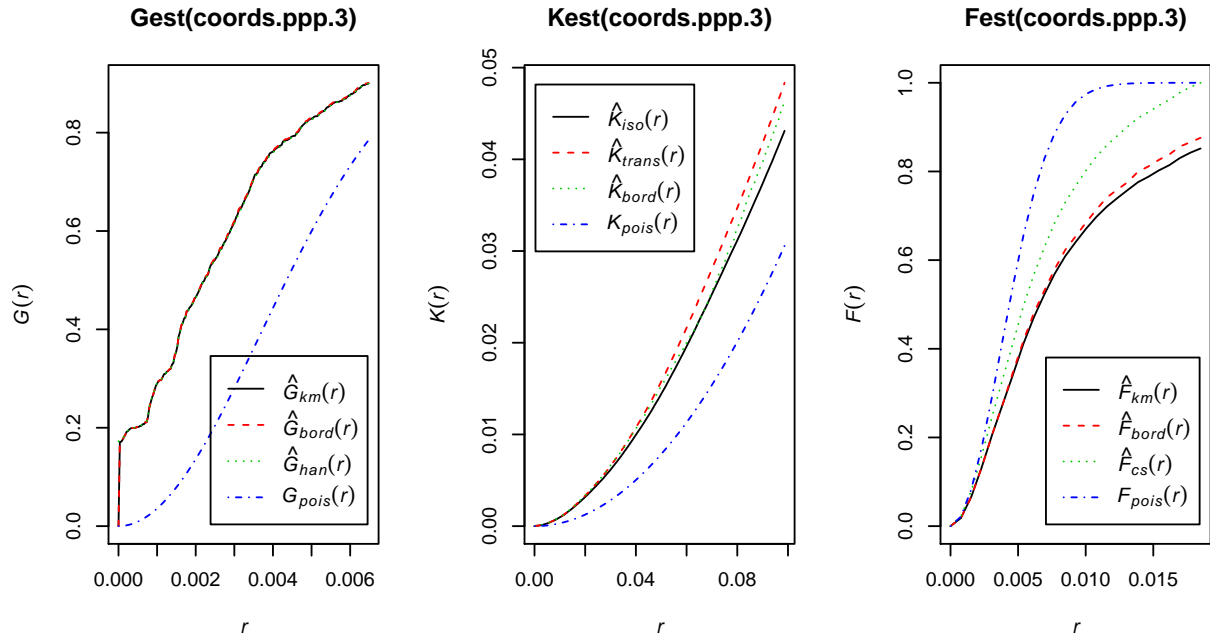 Gest(coords.ppp.3)
G(r)
0.0 0.2 0.4 0.6 0.8
0.000 0.002 0.004 0.006
r
Ĝkm(r)
Ĝbord(r)
Ĝhan(r)
Gpois(r)
Kest(coords.ppp.3)
K(r)
0.00 0.01 0.02 0.03 0.04 0.05
0.00 0.04 0.08
r
K̂iso(r)
K̂trans(r)
K̂bord(r)
Kpois(r)
Fest(coords.ppp.3)
F(r)
0.0 0.2 0.4 0.6 0.8 1.0
0.000 0.005 0.010 0.015
r
F̂km(r)
F̂bord(r)
F̂cs(r)
Fpois(r)